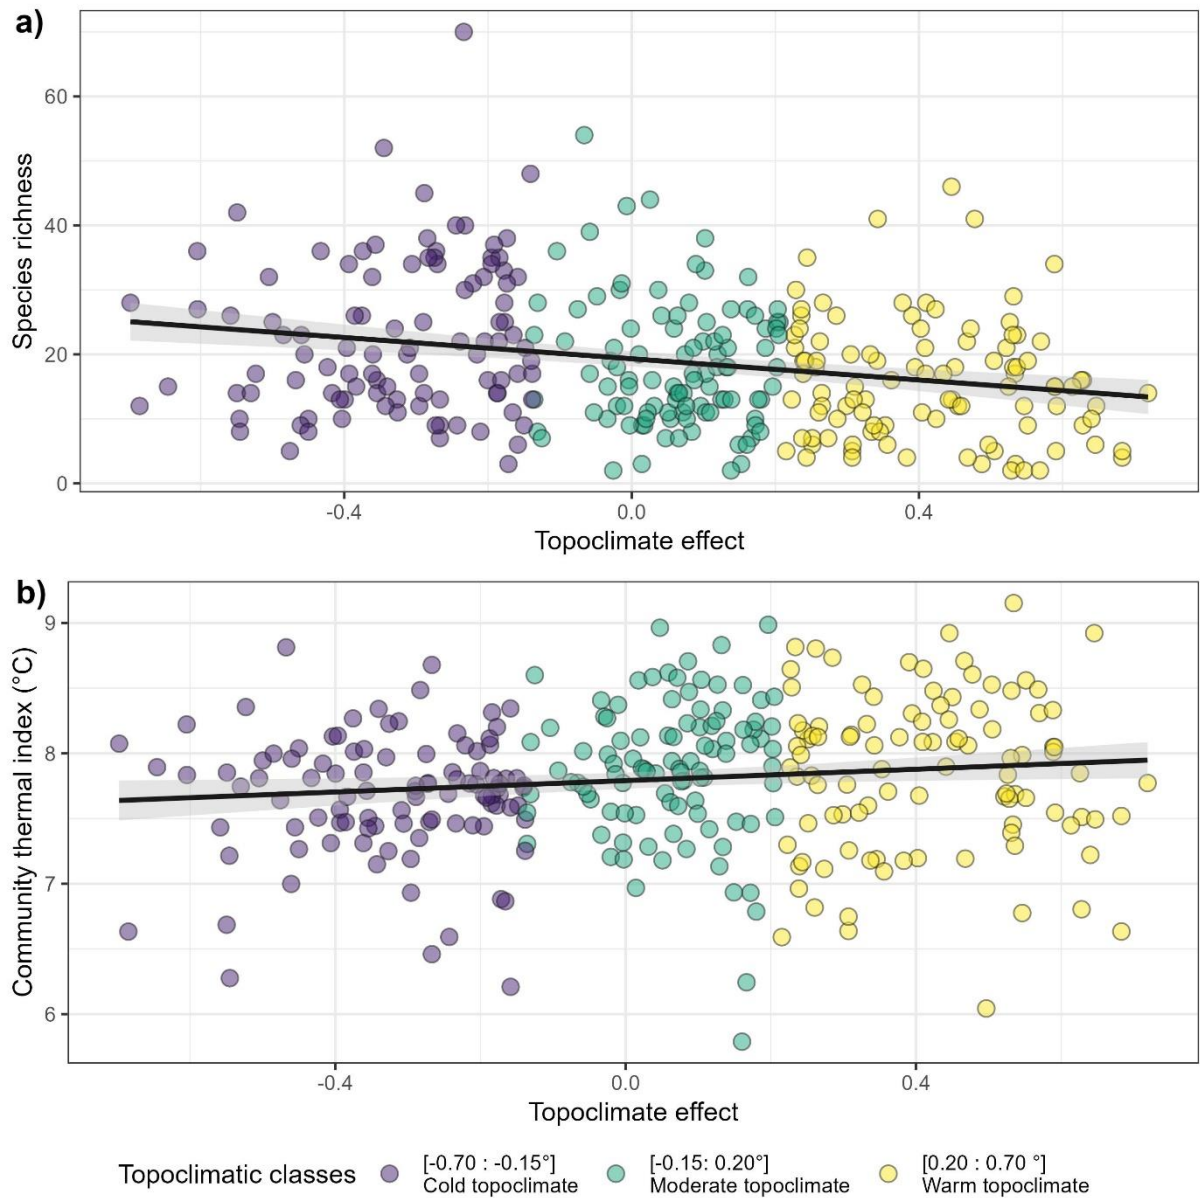 a)
Species richness
60
40
20
0
-0.4
0.0
0.4
Topoclimate effect
b)
Community thermal index (°C)
9
8
7
6
-0.4
0.0
0.4
Topoclimate effect
Topoclimatic classes
[-0.70 : -0.15°]
Cold topoclimate
[-0.15: 0.20°]
Moderate topoclimate
[0.20 : 0.70 °]
Warm topoclimate